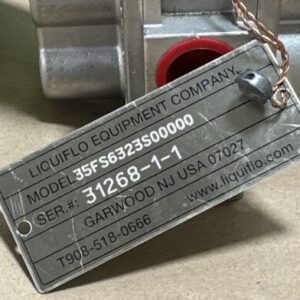 LIQUIFLO EQUIPMENT COMPANY
MODEL 35FS6323S00000
SER.#: 31268-1-1
GARWOOD NJ USA 07027
T908-518-0666 www.liquiflo.com